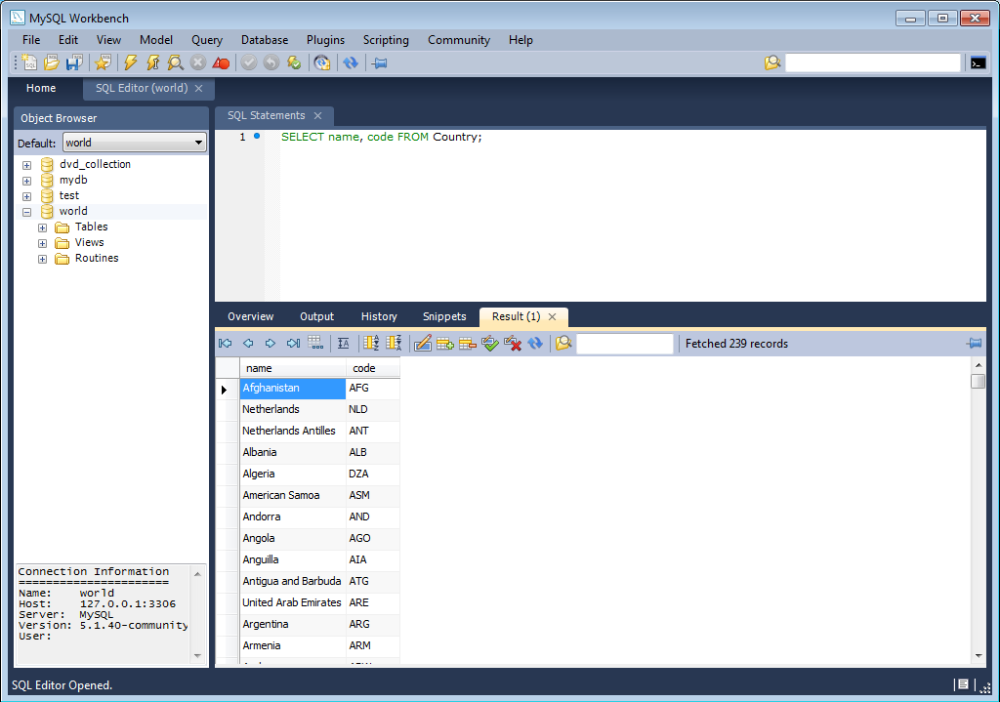 MySQL Workbench
File Edit View Model Query Database Plugins Scripting Community Help
Home SQL Editor (world)
Object Browser
Default: world
dvd_collection
mydb
test
world
Tables
Views
Routines
Connection Information
======================
Name: world
Host: 127.0.0.1:3306
Server: MySQL
Version: 5.1.40-community
User:
SQL Statements
1 SELECT name, code FROM Country;
Overview Output History Snippets Result (1)
Fetched 239 records
name code
Afghanistan AFG
Netherlands NLD
Netherlands Antilles ANT
Albania ALB
Algeria DZA
American Samoa ASM
Andorra AND
Angola AGO
Anguilla AIA
Antigua and Barbuda ATG
United Arab Emirates ARE
Argentina ARG
Armenia ARM
SQL Editor Opened.